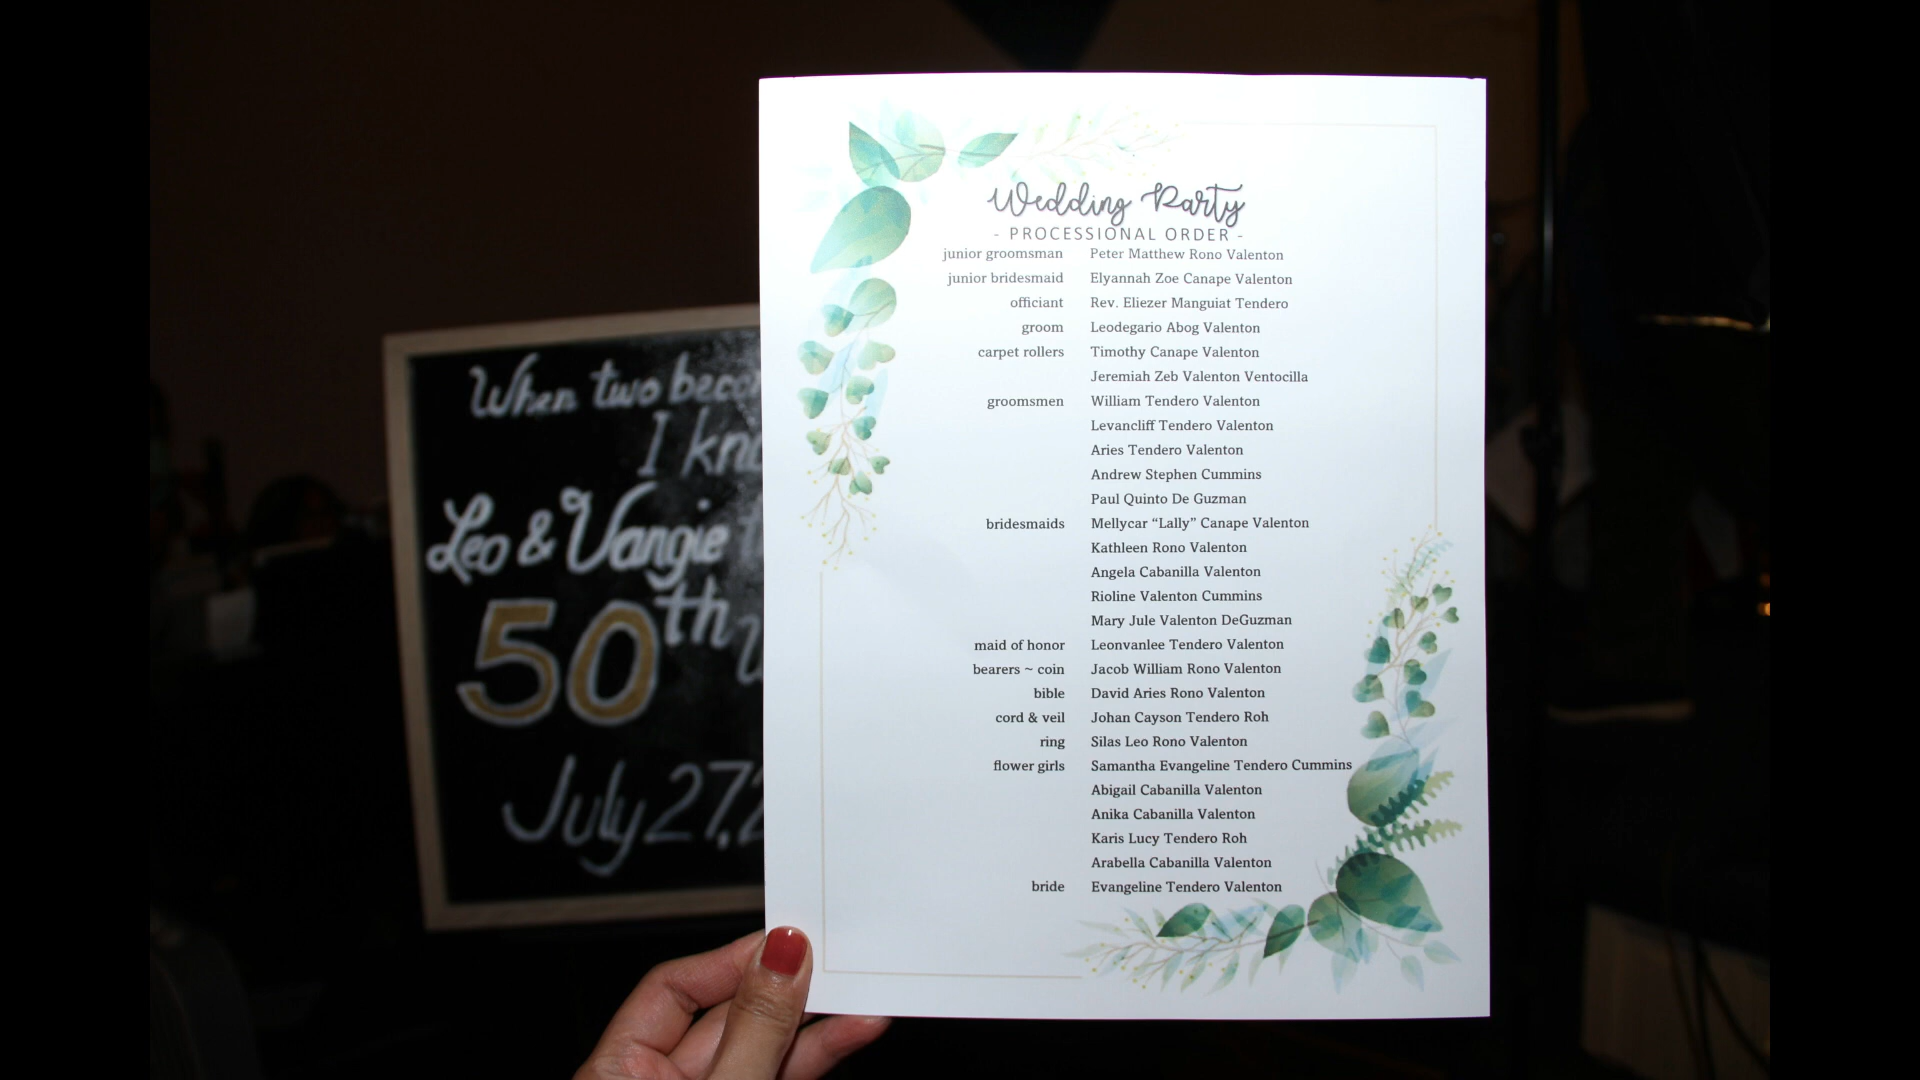 When two beco
I kno
Leo & Vangie
50th
July 27, 2
Wedding Party
- PROCESSIONAL ORDER -
junior groomsman Peter Matthew Rono Valenton
junior bridesmaid Elyannah Zoe Canape Valenton
officiant Rev. Eliezer Manguiat Tendero
groom Leodegario Abog Valenton
carpet rollers Timothy Canape Valenton
Jeremiah Zeb Valenton Ventocilla
groomsmen William Tendero Valenton
Levancliff Tendero Valenton
Aries Tendero Valenton
Andrew Stephen Cummins
Paul Quinto De Guzman
bridesmaids Mellycar “Lally” Canape Valenton
Kathleen Rono Valenton
Angela Cabanilla Valenton
Rioline Valenton Cummins
Mary Jule Valenton DeGuzman
maid of honor Leonvanlee Tendero Valenton
bearers ~ coin Jacob William Rono Valenton
bible David Aries Rono Valenton
cord & veil Johan Cayson Tendero Roh
ring Silas Leo Rono Valenton
flower girls Samantha Evangeline Tendero Cummins
Abigail Cabanilla Valenton
Anika Cabanilla Valenton
Karis Lucy Tendero Roh
Arabella Cabanilla Valenton
bride Evangeline Tendero Valenton